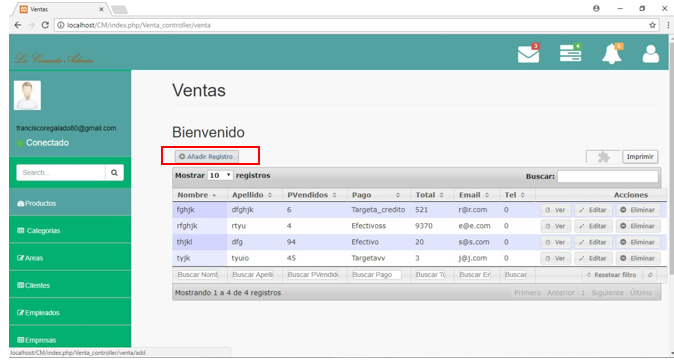 Ventas
localhost/CM/index.php/Venta_controller/venta
3 4 5
franciscoregalado80@gmail.com
Conectado
Search...
Productos
Categorias
Areas
Clientes
Empleados
Empresas
Ventas
Bienvenido
Añadir Registro
Imprimir
Mostrar 10 registros Buscar:
Nombre Apellido PVendidos Pago Total Email Tel Acciones
fghjk dfghjk 6 Targeta_credito 521 r@r.com 0 Ver Editar Eliminar
rfghjk rtyu 4 Efectivoss 9370 e@e.com 0 Ver Editar Eliminar
thjkl dfg 94 Efectivo 20 s@s.com 0 Ver Editar Eliminar
tyjk tyuio 45 Targetavv 3 j@j.com 0 Ver Editar Eliminar
Buscar Nomb Buscar Apelli Buscar PVendido Buscar Pago Buscar To Buscar En Buscar Resetear filtro
Mostrando 1 a 4 de 4 registros
Primero Anterior 1 Siguiente Último
localhost/CM/index.php/Venta_controller/venta/add